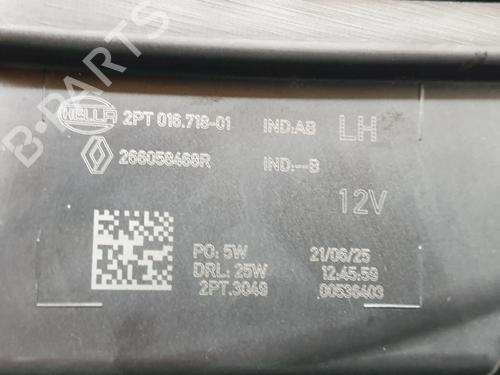 HELLA 2PT 016.718-01 IND:AB LH
266058468R IND:--B
12V
PO: 5W 21/06/25
DRL: 25W 12.45.59
2PT.3049 00536403
B-PARTS